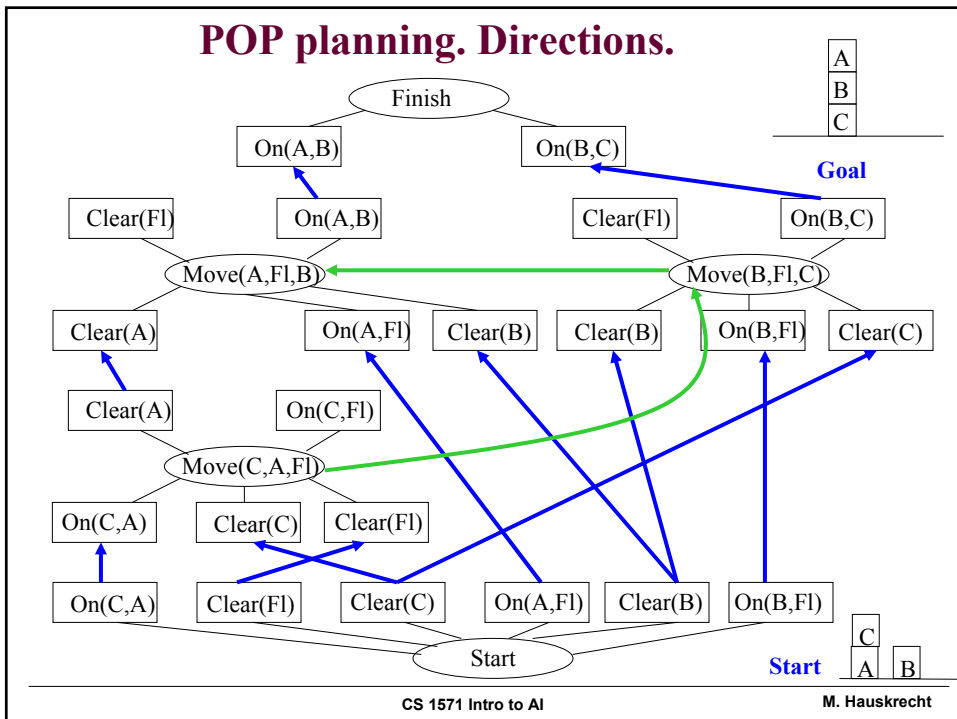 POP planning. Directions.
A
B
C
Finish
On(A,B)
On(B,C)
Goal
Clear(Fl)
On(A,B)
Clear(Fl)
On(B,C)
Move(A,Fl,B)
Move(B,Fl,C)
Clear(A)
On(A,Fl)
Clear(B)
Clear(B)
On(B,Fl)
Clear(C)
Clear(A)
On(C,Fl)
Move(C,A,Fl)
On(C,A)
Clear(C)
Clear(Fl)
On(C,A)
Clear(Fl)
Clear(C)
On(A,Fl)
Clear(B)
On(B,Fl)
Start
Start
C
A
B
CS 1571 Intro to AI
M. Hauskrecht